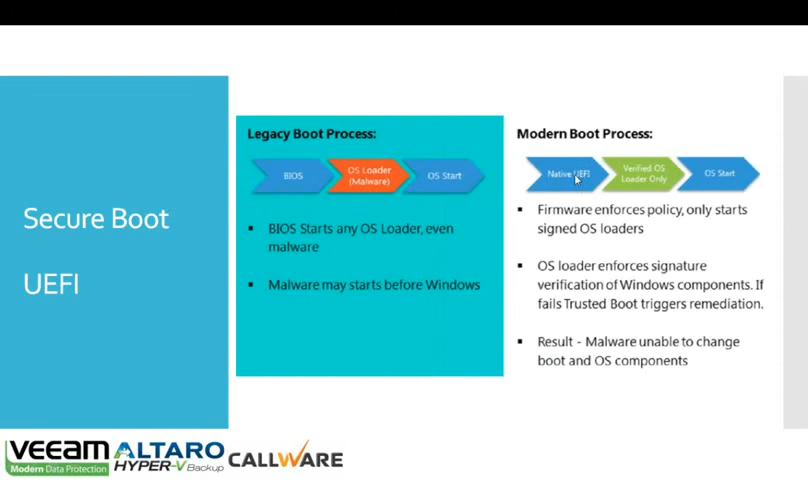 Secure Boot
UEFI
Legacy Boot Process:
BIOS
OS Loader
(Malware)
OS Start
▪ BIOS Starts any OS Loader, even
malware
▪ Malware may starts before Windows
Modern Boot Process:
Native UEFI
Verified OS
Loader Only
OS Start
▪ Firmware enforces policy, only starts
signed OS loaders
▪ OS loader enforces signature
verification of Windows components. If
fails Trusted Boot triggers remediation.
▪ Result - Malware unable to change
boot and OS components
veeam
Modern Data Protection
ALTARO
HYPER-V Backup
CALLWARE